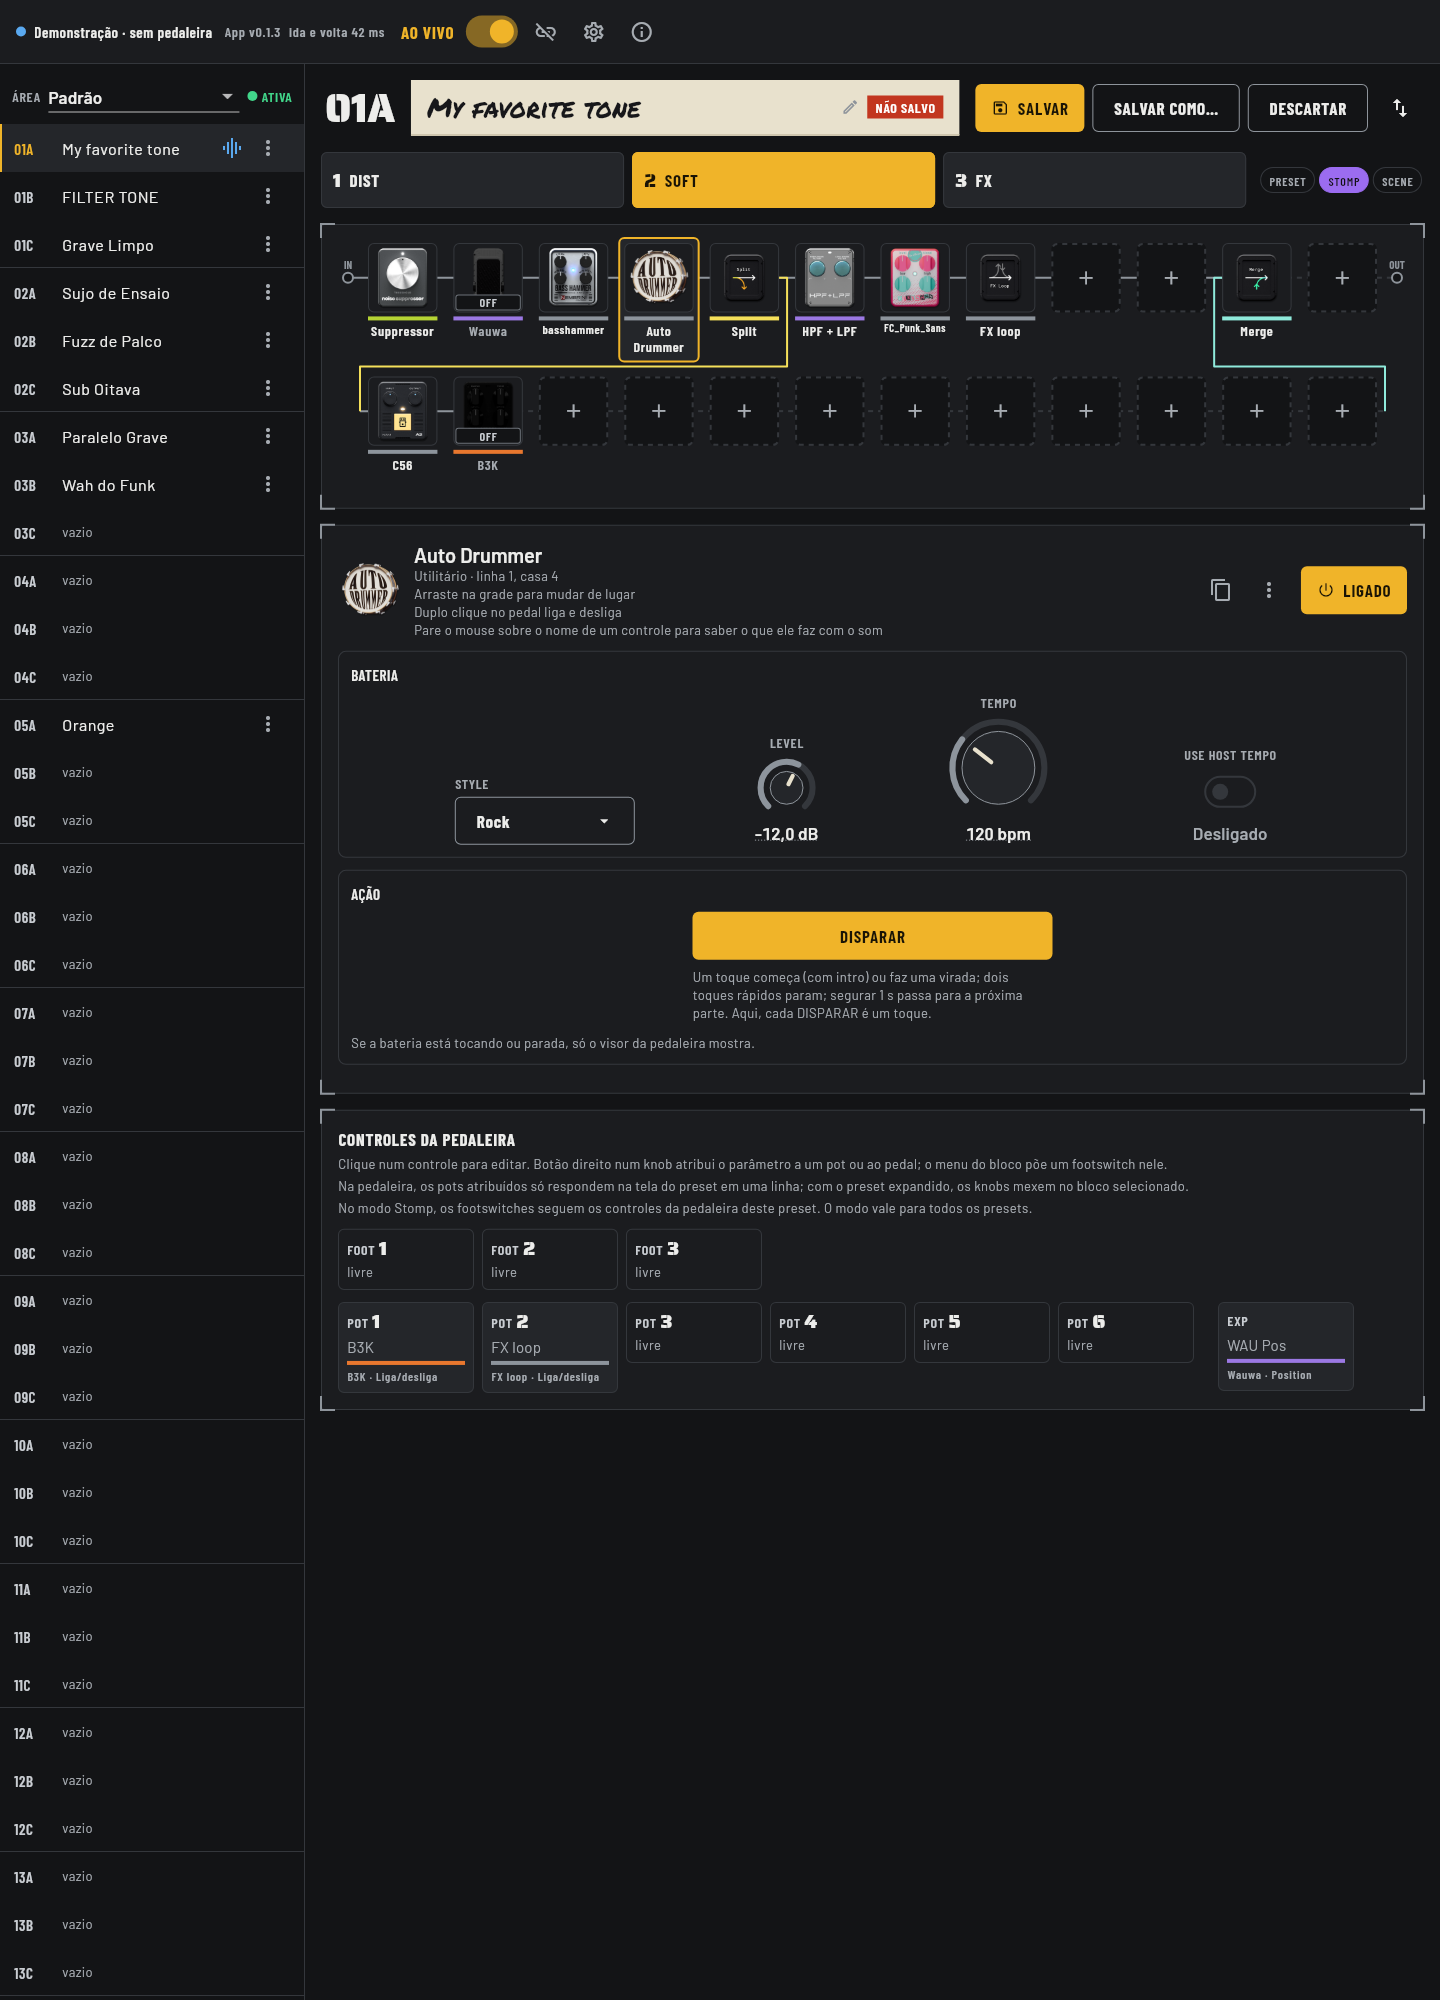 Demonstração · sem pedaleira App v0.1.3 Ida e volta 42 ms AO VIVO
ÁREA Padrão ATIVA
01A My favorite tone
01B FILTER TONE
01C Grave Limpo
02A Sujo de Ensaio
02B Fuzz de Palco
02C Sub Oitava
03A Paralelo Grave
03B Wah do Funk
03C vazio
04A vazio
04B vazio
04C vazio
05A Orange
05B vazio
05C vazio
06A vazio
06B vazio
06C vazio
07A vazio
07B vazio
07C vazio
08A vazio
08B vazio
08C vazio
09A vazio
09B vazio
09C vazio
10A vazio
10B vazio
10C vazio
11A vazio
11B vazio
11C vazio
12A vazio
12B vazio
12C vazio
13A vazio
13B vazio
13C vazio
01A My favorite tone NÃO SALVO SALVAR SALVAR COMO... DESCARTAR
1 DIST 2 SOFT 3 FX PRESET STOMP SCENE
IN OUT
AUTO DRUMMER Split HPF+LPF FX Loop Merge
noise suppressor OFF
Suppressor Wauwa basshammer Auto Drummer Split HPF + LPF FC_Punk_Sans FX loop Merge
OFF
C56 B3K
AUTO DRUMMER
Auto Drummer
Utilitário · linha 1, casa 4
Arraste na grade para mudar de lugar
Duplo clique no pedal liga e desliga
Pare o mouse sobre o nome de um controle para saber o que ele faz com o som
LIGADO
BATERIA
STYLE LEVEL TEMPO USE HOST TEMPO
Rock -12,0 dB 120 bpm Desligado
AÇÃO
DISPARAR
Um toque começa (com intro) ou faz uma virada; dois
toques rápidos param; segurar 1 s passa para a próxima
parte. Aqui, cada DISPARAR é um toque.
Se a bateria está tocando ou parada, só o visor da pedaleira mostra.
CONTROLES DA PEDALEIRA
Clique num controle para editar. Botão direito num knob atribui o parâmetro a um pot ou ao pedal; o menu do bloco põe um footswitch nele.
Na pedaleira, os pots atribuídos só respondem na tela do preset em uma linha; com o preset expandido, os knobs mexem no bloco selecionado.
No modo Stomp, os footswitches seguem os controles da pedaleira deste preset. O modo vale para todos os presets.
FOOT 1 FOOT 2 FOOT 3
livre livre livre
POT 1 POT 2 POT 3 POT 4 POT 5 POT 6 EXP
B3K FX loop livre livre livre livre WAU Pos
B3K · Liga/desliga FX loop · Liga/desliga Wauwa · Position